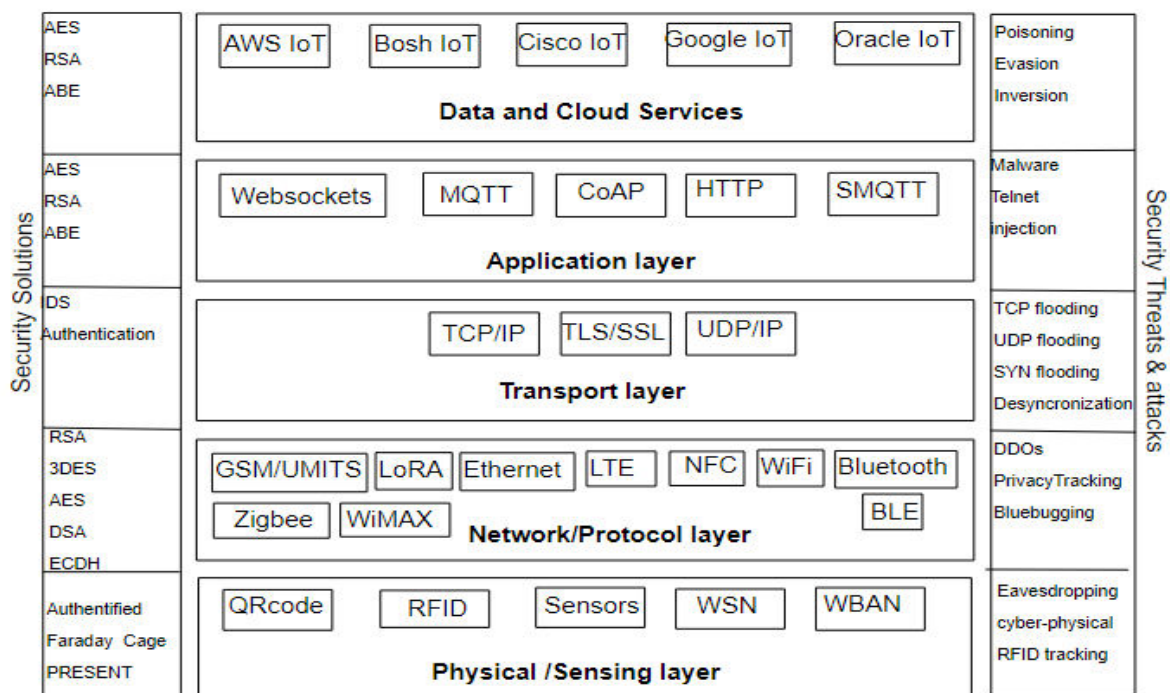 Security Solutions
AES
RSA
ABE
AWS IoT
Bosh IoT
Cisco IoT
Google IoT
Oracle IoT
Data and Cloud Services
Poisoning
Evasion
Inversion
AES
RSA
ABE
Websockets
MQTT
CoAP
HTTP
SMQTT
Application layer
Malware
Telnet
injection
IDS
Authentication
TCP/IP
TLS/SSL
UDP/IP
Transport layer
TCP flooding
UDP flooding
SYN flooding
Desyncronization
RSA
3DES
AES
DSA
ECDH
GSM/UMITS
LoRA
Ethernet
LTE
NFC
WiFi
Bluetooth
Zigbee
WiMAX
BLE
Network/Protocol layer
DDOs
PrivacyTracking
Bluebugging
Authentified
Faraday Cage
PRESENT
QRcode
RFID
Sensors
WSN
WBAN
Physical /Sensing layer
Eavesdropping
cyber-physical
RFID tracking
Security Threats & attacks